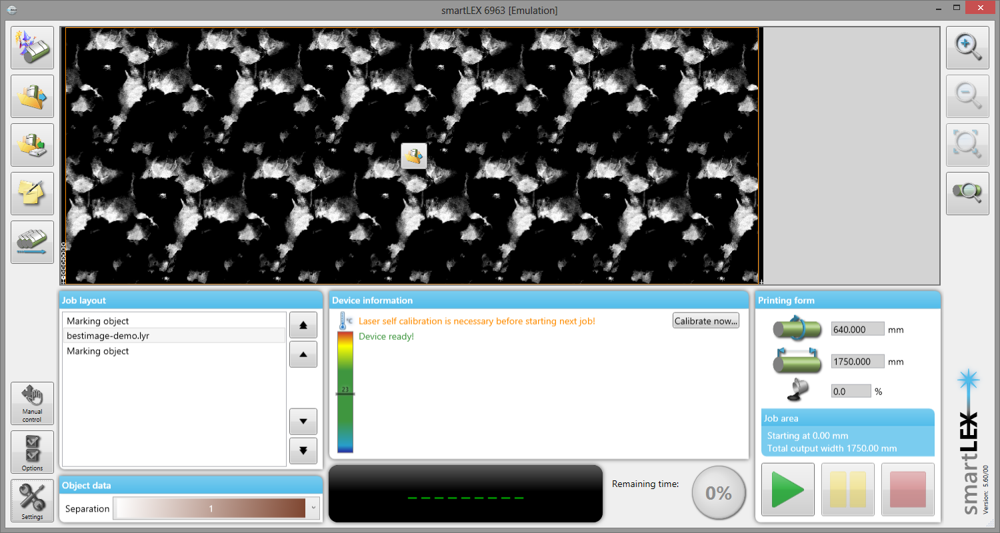 smartLEX 6963 [Emulation]
Job layout
Marking object
bestimage-demo.lyr
Marking object
Manual
control
Options
Settings
Object data
Separation
1
Device information
°C
Laser self calibration is necessary before starting next job!
Calibrate now...
Device ready!
23
Remaining time:
0%
Printing form
640.000 mm
1750.000 mm
0.0 %
Job area
Starting at 0.00 mm
Total output width 1750.00 mm
smartLEX
Version: 5.60/00